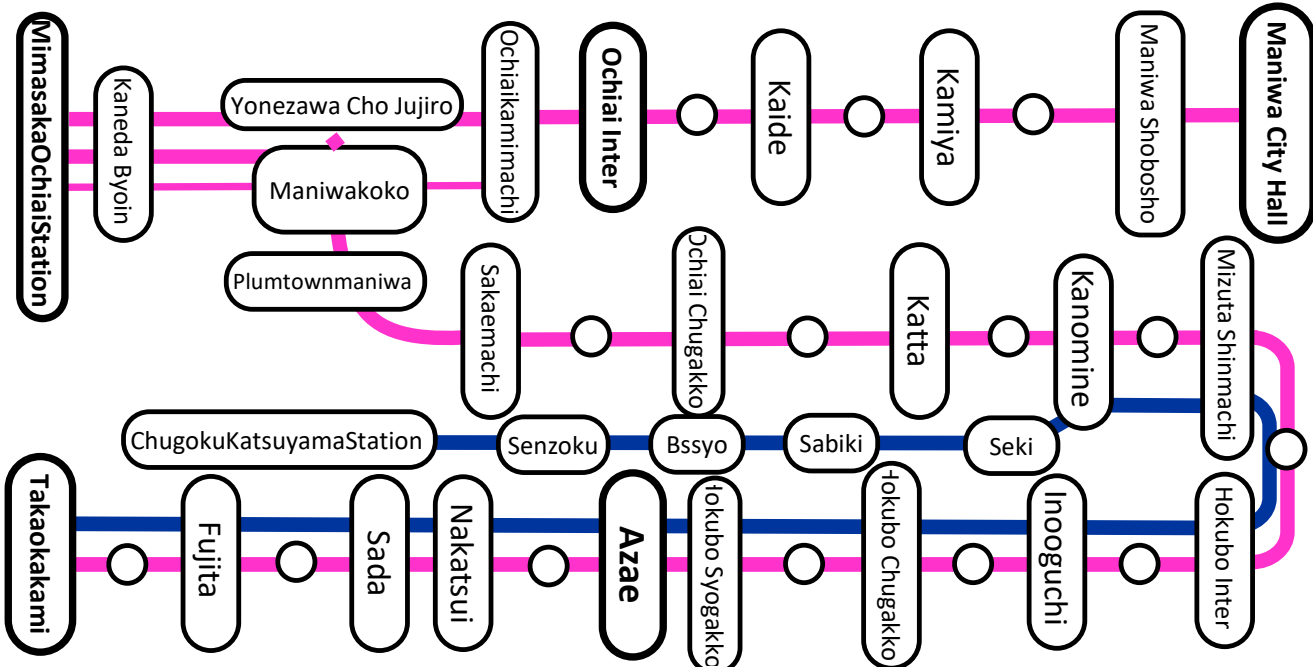 MimasakaOchiaiStation
Kaneda Byoin
Yonezawa Cho Jujiro
Maniwakoko
Plumtownmaniwa
Ochiaikamimachi
Ochiai Inter
Kaide
Kamiya
Maniwa Shobosho
Maniwa City Hall
Sakaemachi
Ochiai Chugakko
Katta
Kanomine
Mizuta Shinmachi
ChugokuKatsuyamaStation
Senzoku
Bssyo
Sabiki
Seki
Takaokakami
Fujita
Sada
Nakatsui
Azae
Hokubo Syogakko
Hokubo Chugakko
Inooguchi
Hokubo Inter